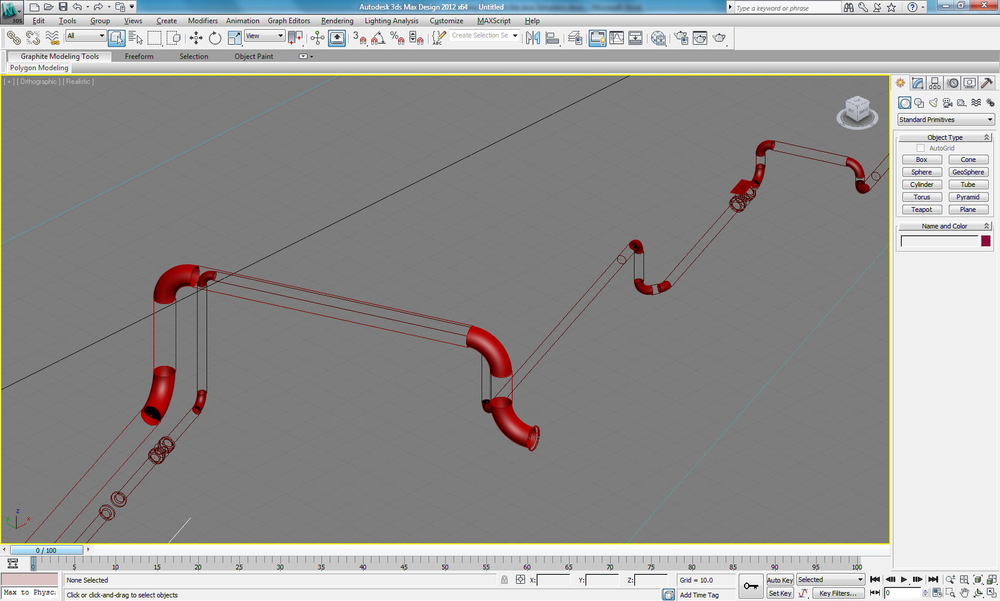 Autodesk 3ds Max Design 2012 x64 Untitled
Type a keyword or phrase
3DS
Edit Tools Group Views Create Modifiers Animation Graph Editors Rendering Lighting Analysis Customize MAXScript Help
All View 3 % ABC Create Selection Se
Graphite Modeling Tools Freeform Selection Object Paint
Polygon Modeling
[ + ] [ Orthographic ] [ Realistic ]
Standard Primitives
Object Type
AutoGrid
Box Cone
Sphere GeoSphere
Cylinder Tube
Torus Pyramid
Teapot Plane
Name and Color
z
y x
0 / 100
0 5 10 15 20 25 30 35 40 45 50 55 60 65 70 75 80 85 90 95 100
None Selected X: Y: Z: Grid = 10.0 Auto Key Selected
Max to Physc:
Click or click-and-drag to select objects Add Time Tag Set Key Key Filters... 0